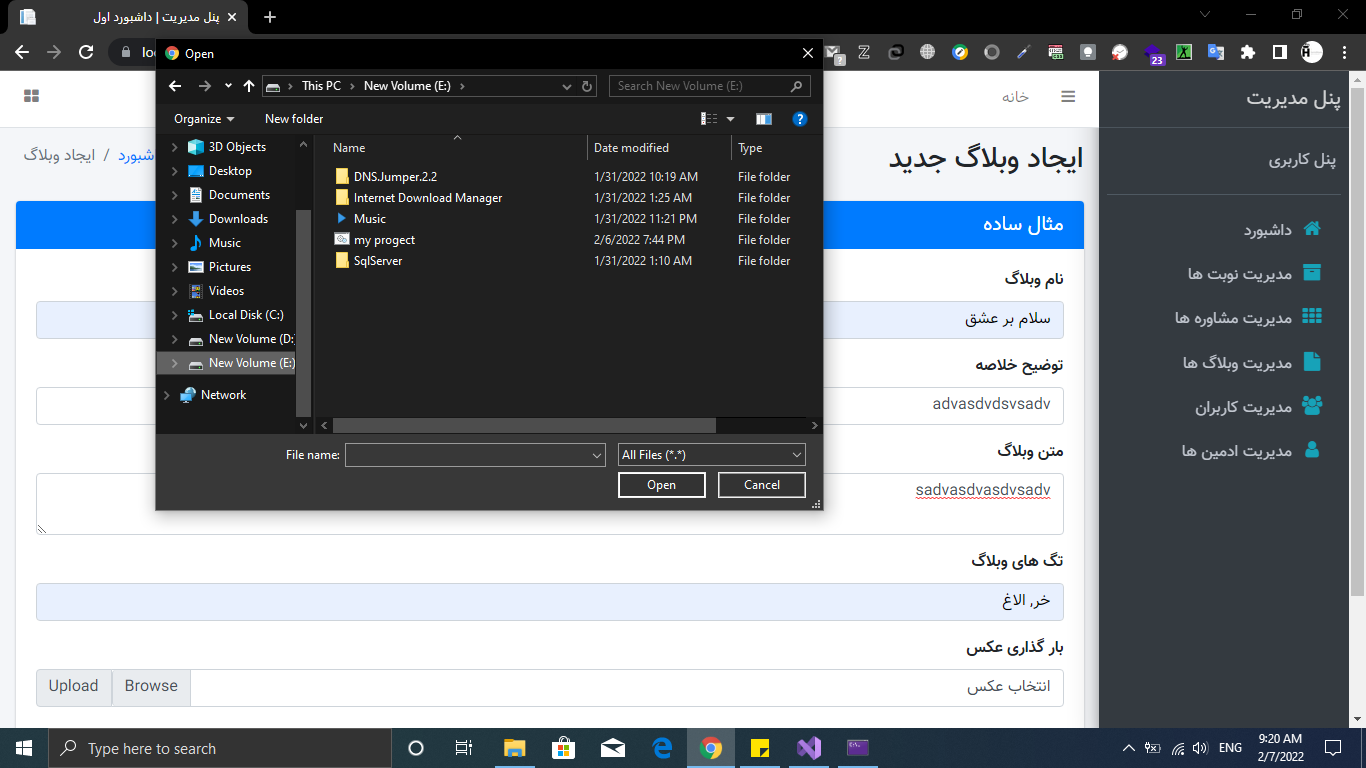 پنل مدیریت | داشبورد اول
Open
This PC
New Volume (E:)
Search New Volume (E:)
Organize
New folder
3D Objects
Desktop
Documents
Downloads
Music
Pictures
Videos
Local Disk (C:)
New Volume (D:
New Volume (E:)
Network
Name Date modified Type
DNS.Jumper.2.2 1/31/2022 10:19 AM File folder
Internet Download Manager 1/31/2022 1:25 AM File folder
Music 1/31/2022 11:21 PM File folder
my progect 2/6/2022 7:44 PM File folder
SqlServer 1/31/2022 1:10 AM File folder
File name:
All Files (*.*)
Open Cancel
23
پنل مدیریت
خانه
پنل کاربری
داشبورد
مدیریت نوبت ها
مدیریت مشاوره ها
مدیریت وبلاگ ها
مدیریت کاربران
مدیریت ادمین ها
ایجاد وبلاگ جدید
اشبورد / ایجاد وبلاگ
مثال ساده
نام وبلاگ
سلام بر عشق
توضیح خلاصه
advasdvdsvsadv
متن وبلاگ
sadvasdvasdvsadv
تگ های وبلاگ
خر, الاغ
بار گذاری عکس
انتخاب عکس
Browse
Upload
Type here to search
ENG
9:20 AM
2/7/2022